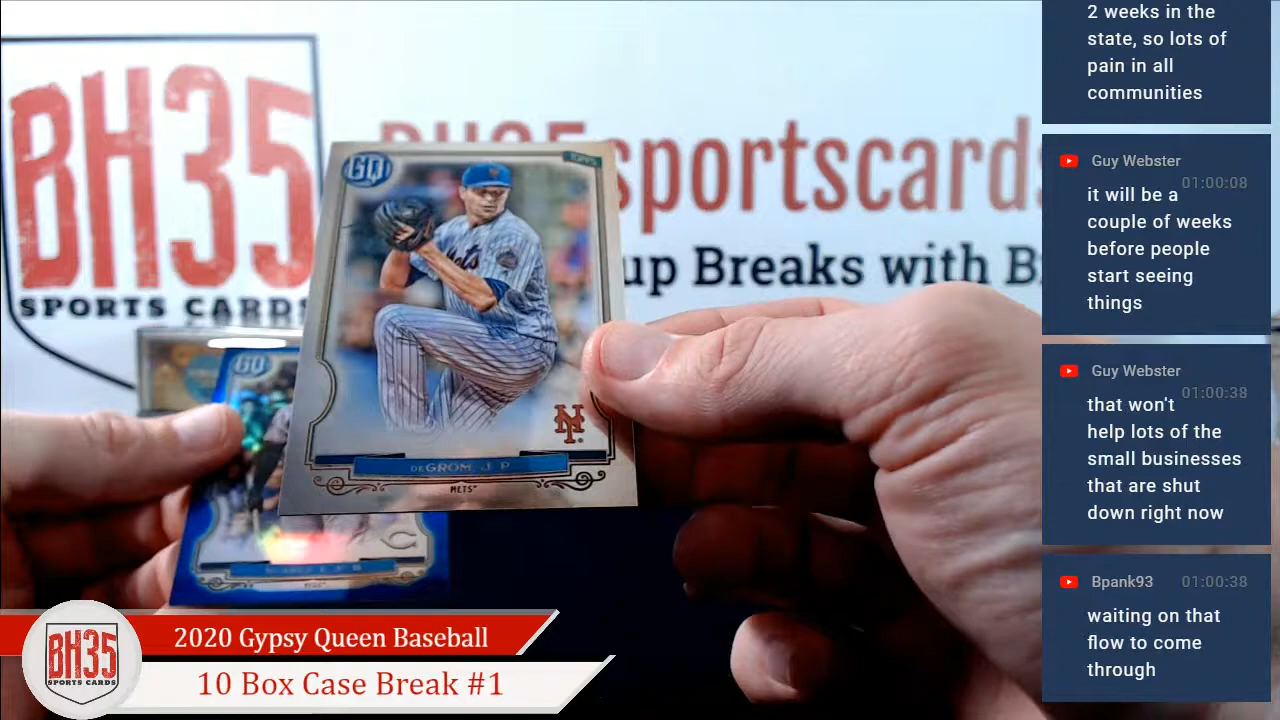 BH35
SPORTS CARDS
BH35sportscards
up Breaks with B
GQ
TOPPS
Mets
NY
DEGROM J P
METS
GQ
C
REDS
2020 Gypsy Queen Baseball
10 Box Case Break #1
BH35
SPORTS CARDS
2 weeks in the
state, so lots of
pain in all
communities
Guy Webster
01:00:08
it will be a
couple of weeks
before people
start seeing
things
Guy Webster
01:00:38
that won't
help lots of the
small businesses
that are shut
down right now
Bpank93 01:00:38
waiting on that
flow to come
through